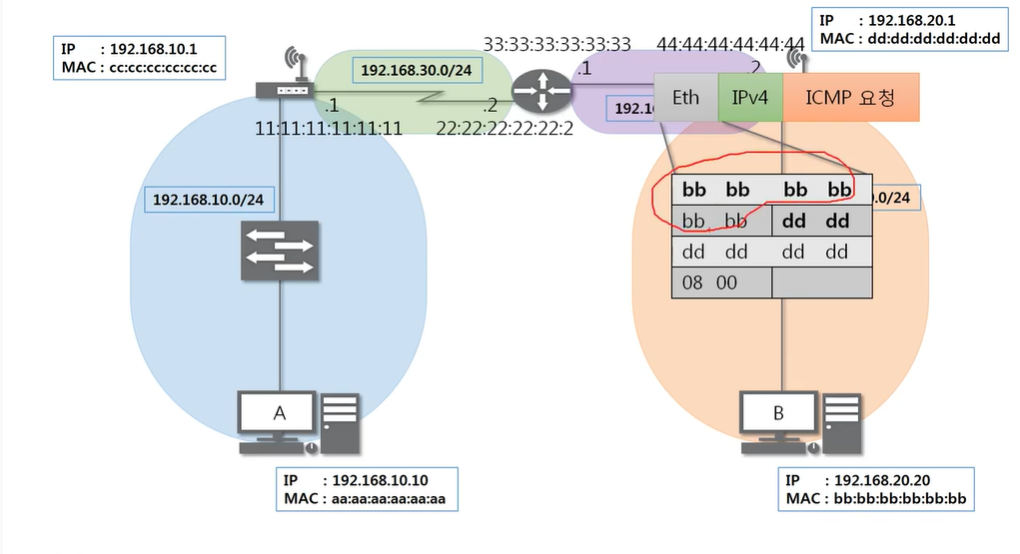 IP : 192.168.10.1
MAC : cc:cc:cc:cc:cc:cc
IP : 192.168.20.1
MAC : dd:dd:dd:dd:dd:dd
33:33:33:33:33:33
44:44:44:44:44:44
192.168.30.0/24
.1
.2
.1
.2
11:11:11:11:11:11
22:22:22:22:22:2
Eth
IPv4
ICMP 요청
bb bb bb bb
bb bb dd dd
dd dd dd dd
08 00
192.168.10.0/24
.0/24
A
B
IP : 192.168.10.10
MAC : aa:aa:aa:aa:aa:aa
IP : 192.168.20.20
MAC : bb:bb:bb:bb:bb:bb